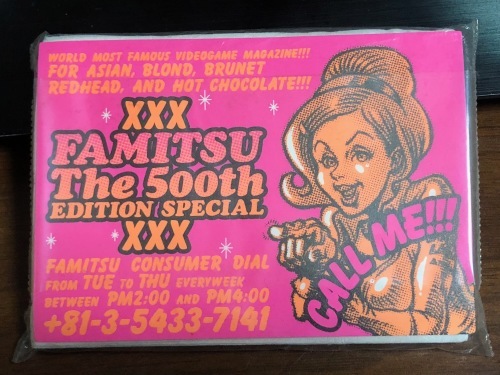 WORLD MOST FAMOUS VIDEOGAME MAGAZINE!!!
FOR ASIAN, BLOND, BRUNET
REDHEAD, AND HOT CHOCOLATE!!!
XXX
FAMITSU
The 500th
EDITION SPECIAL
XXX
CALL ME!!!
FAMITSU CONSUMER DIAL
FROM TUE TO THU EVERYWEEK
BETWEEN PM2:00 AND PM4:00
+81-3-5433-7141